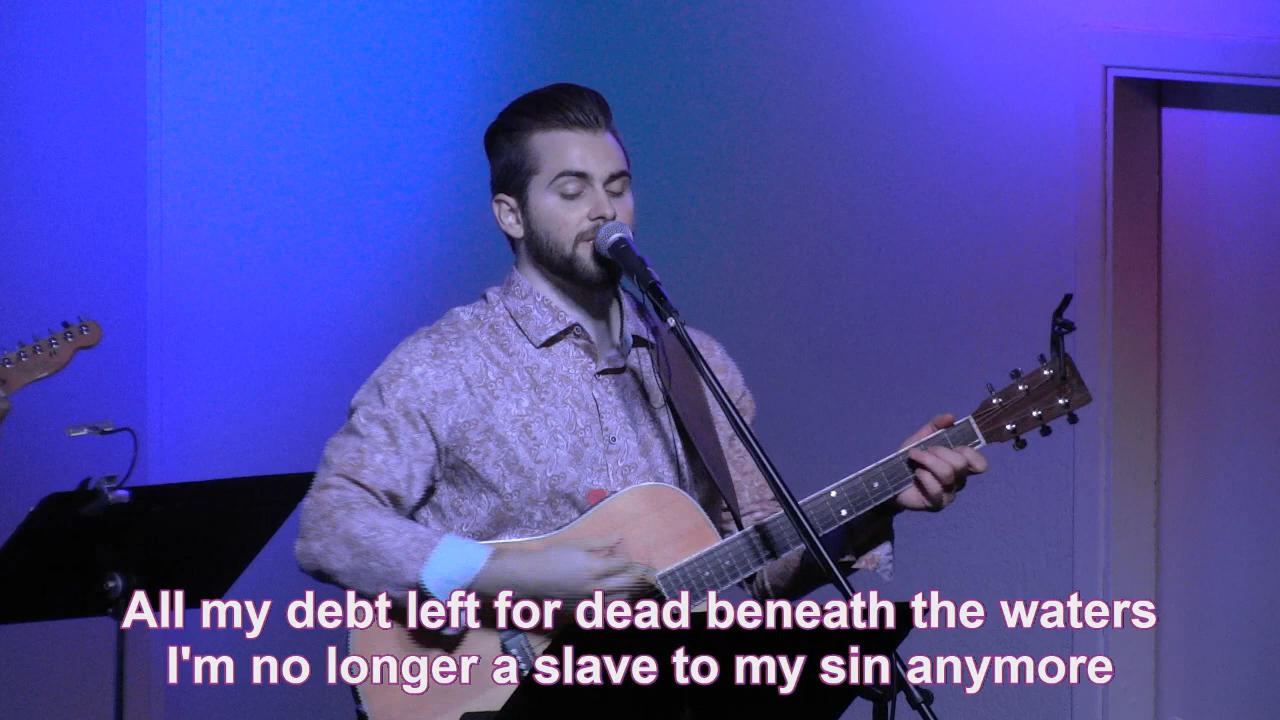 All my debt left for dead beneath the waters
I'm no longer a slave to my sin anymore